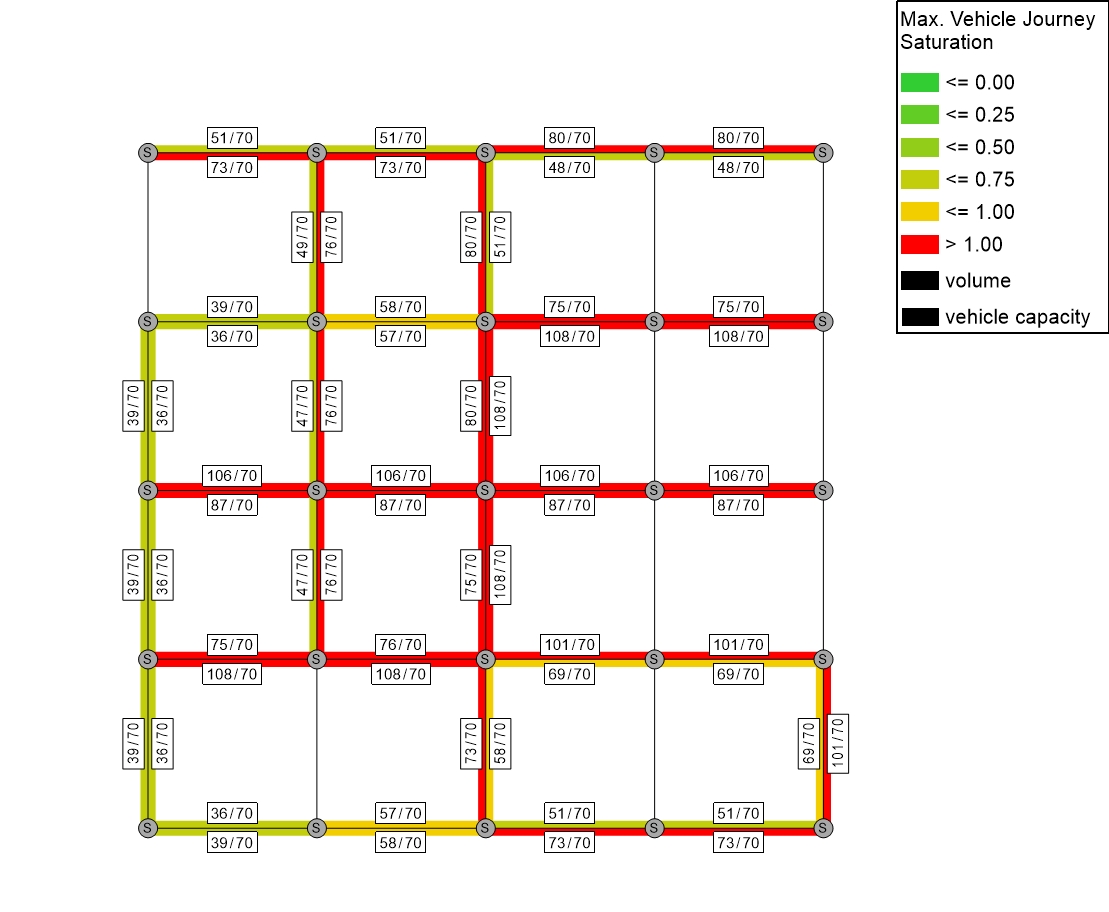 Max. Vehicle Journey
Saturation
<= 0.00
<= 0.25
<= 0.50
<= 0.75
<= 1.00
> 1.00
volume
vehicle capacity
51/70 51/70 80/70 80/70
S S S S S
73/70 73/70 48/70 48/70
49/70 76/70 80/70 51/70
39/70 58/70 75/70 75/70
S S S S S
36/70 57/70 108/70 108/70
39/70 36/70 47/70 76/70 80/70 108/70
106/70 106/70 106/70 106/70
S S S S S
87/70 87/70 87/70 87/70
39/70 36/70 47/70 76/70 75/70 108/70
75/70 76/70 101/70 101/70
S S S S S
108/70 108/70 69/70 69/70
39/70 36/70 73/70 58/70 69/70 101/70
36/70 57/70 51/70 51/70
S S S S S
39/70 58/70 73/70 73/70